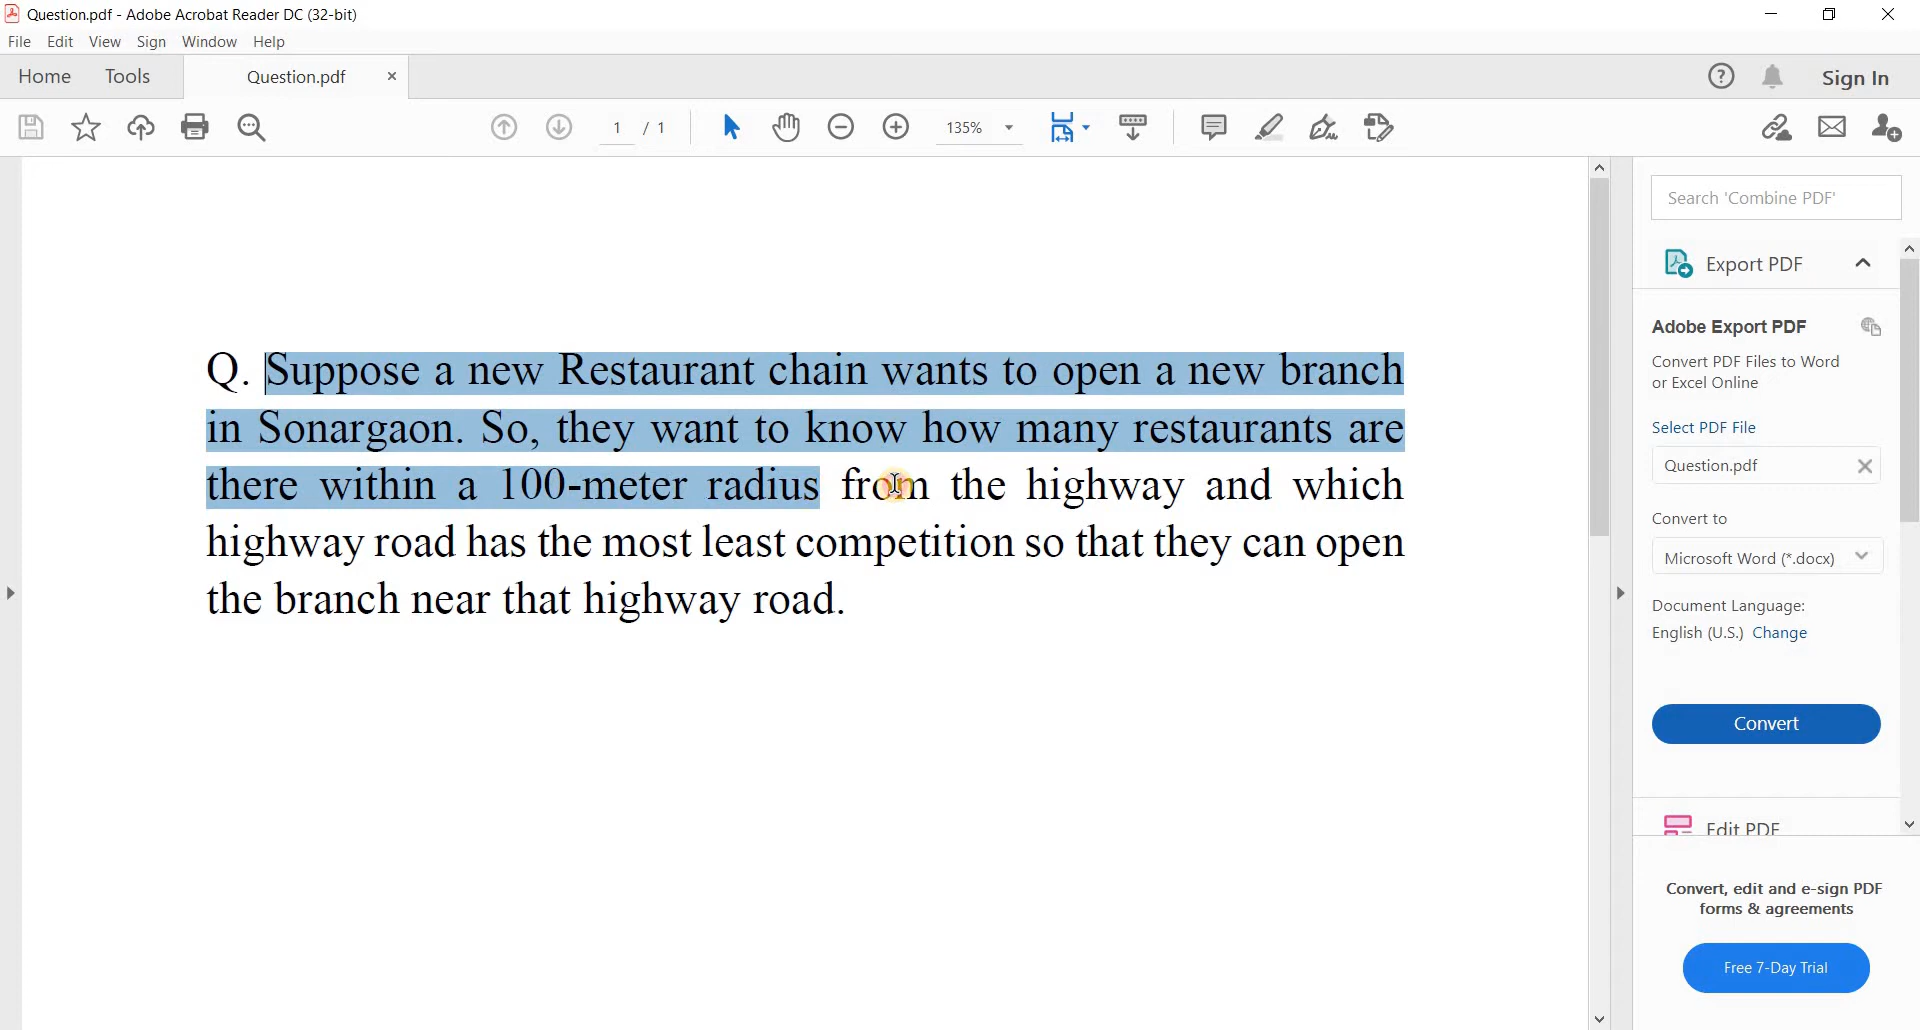 Question.pdf - Adobe Acrobat Reader DC (32-bit)
File Edit View Sign Window Help
Home Tools Question.pdf × ? Sign In
1 / 1 135%
Search 'Combine PDF'
Export PDF
Adobe Export PDF
Convert PDF Files to Word
or Excel Online
Select PDF File
Question.pdf
Convert to
Microsoft Word (*.docx)
Document Language:
English (U.S.) Change
Convert
Edit PDF
Convert, edit and e-sign PDF
forms & agreements
Free 7-Day Trial
Q. Suppose a new Restaurant chain wants to open a new branch
in Sonargaon. So, they want to know how many restaurants are
there within a 100-meter radius from the highway and which
highway road has the most least competition so that they can open
the branch near that highway road.